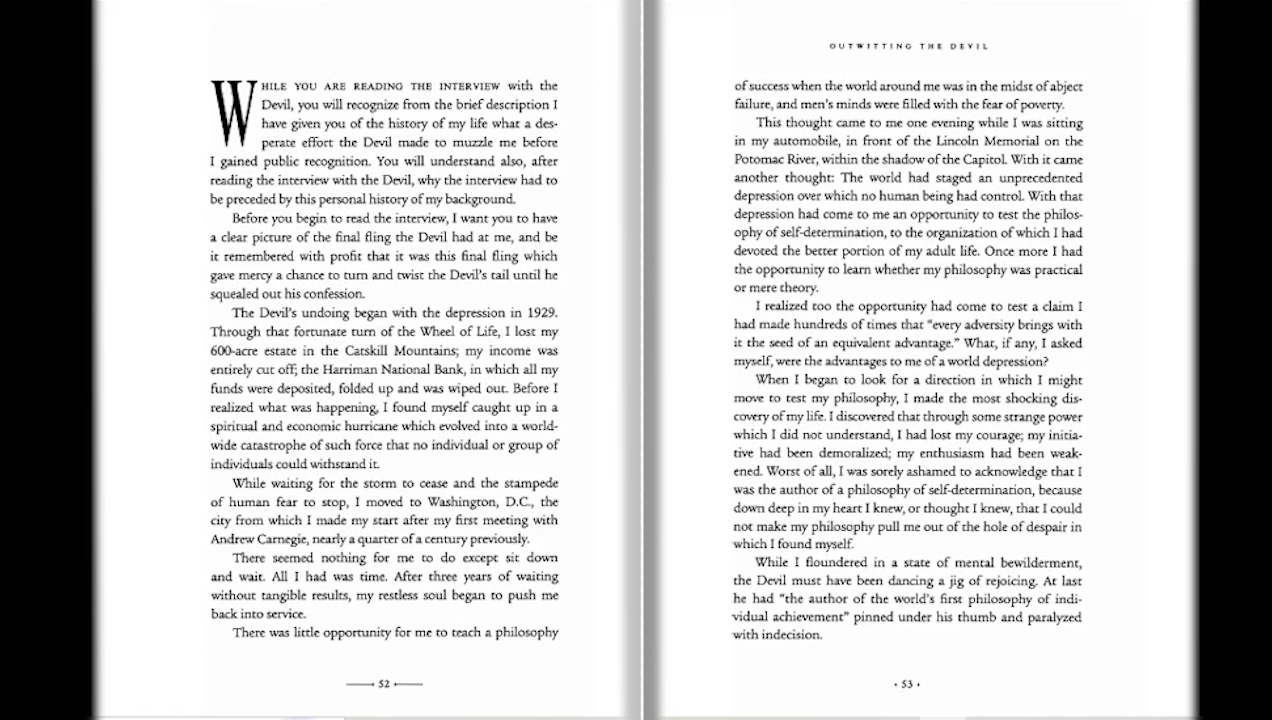 WHILE YOU ARE READING THE INTERVIEW with the
Devil, you will recognize from the brief description I
have given you of the history of my life what a des-
perate effort the Devil made to muzzle me before
I gained public recognition. You will understand also, after
reading the interview with the Devil, why the interview had to
be preceded by this personal history of my background.
Before you begin to read the interview, I want you to have
a clear picture of the final fling the Devil had at me, and be
it remembered with profit that it was this final fling which
gave mercy a chance to turn and twist the Devil's tail until he
squealed out his confession.
The Devil's undoing began with the depression in 1929.
Through that fortunate turn of the Wheel of Life, I lost my
600-acre estate in the Catskill Mountains; my income was
entirely cut off; the Harriman National Bank, in which all my
funds were deposited, folded up and was wiped out. Before I
realized what was happening, I found myself caught up in a
spiritual and economic hurricane which evolved into a world-
wide catastrophe of such force that no individual or group of
individuals could withstand it.
While waiting for the storm to cease and the stampede
of human fear to stop, I moved to Washington, D.C., the
city from which I made my start after my first meeting with
Andrew Carnegie, nearly a quarter of a century previously.
There seemed nothing for me to do except sit down
and wait. All I had was time. After three years of waiting
without tangible results, my restless soul began to push me
back into service.
There was little opportunity for me to teach a philosophy
52
OUTWITTING THE DEVIL
of success when the world around me was in the midst of abject
failure, and men's minds were filled with the fear of poverty.
This thought came to me one evening while I was sitting
in my automobile, in front of the Lincoln Memorial on the
Potomac River, within the shadow of the Capitol. With it came
another thought: The world had staged an unprecedented
depression over which no human being had control. With that
depression had come to me an opportunity to test the philos-
ophy of self-determination, to the organization of which I had
devoted the better portion of my adult life. Once more I had
the opportunity to learn whether my philosophy was practical
or mere theory.
I realized too the opportunity had come to test a claim I
had made hundreds of times that "every adversity brings with
it the seed of an equivalent advantage." What, if any, I asked
myself, were the advantages to me of a world depression?
When I began to look for a direction in which I might
move to test my philosophy, I made the most shocking dis-
covery of my life. I discovered that through some strange power
which I did not understand, I had lost my courage; my initia-
tive had been demoralized; my enthusiasm had been weak-
ened. Worst of all, I was sorely ashamed to acknowledge that I
was the author of a philosophy of self-determination, because
down deep in my heart I knew, or thought I knew, that I could
not make my philosophy pull me out of the hole of despair in
which I found myself.
While I floundered in a state of mental bewilderment,
the Devil must have been dancing a jig of rejoicing. At last
he had "the author of the world's first philosophy of indi-
vidual achievement" pinned under his thumb and paralyzed
with indecision.
• 53 •